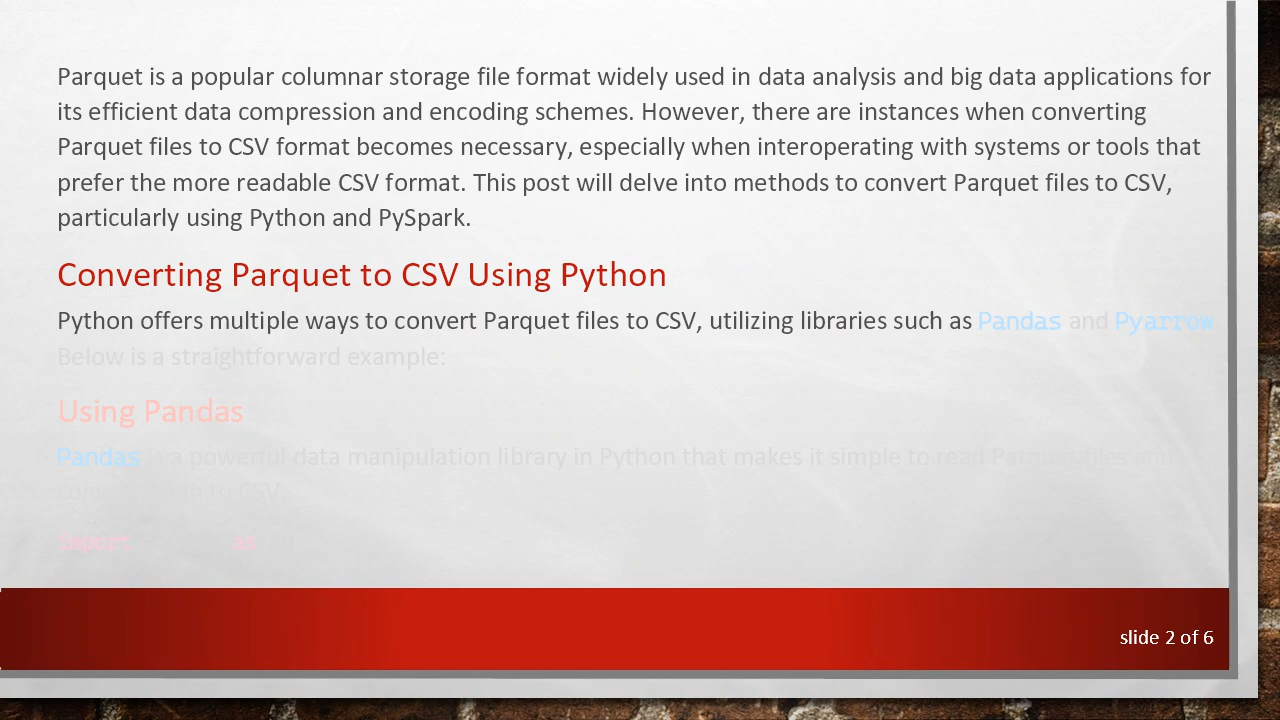 Parquet is a popular columnar storage file format widely used in data analysis and big data applications for
its efficient data compression and encoding schemes. However, there are instances when converting
Parquet files to CSV format becomes necessary, especially when interoperating with systems or tools that
prefer the more readable CSV format. This post will delve into methods to convert Parquet files to CSV,
particularly using Python and PySpark.
Converting Parquet to CSV Using Python
Python offers multiple ways to convert Parquet files to CSV, utilizing libraries such as Pandas and Pyarrow.
Below is a straightforward example:
Using Pandas
Pandas is a powerful data manipulation library in Python that makes it simple to read Parquet files and
to CSV.
import as
slide 2 of 6